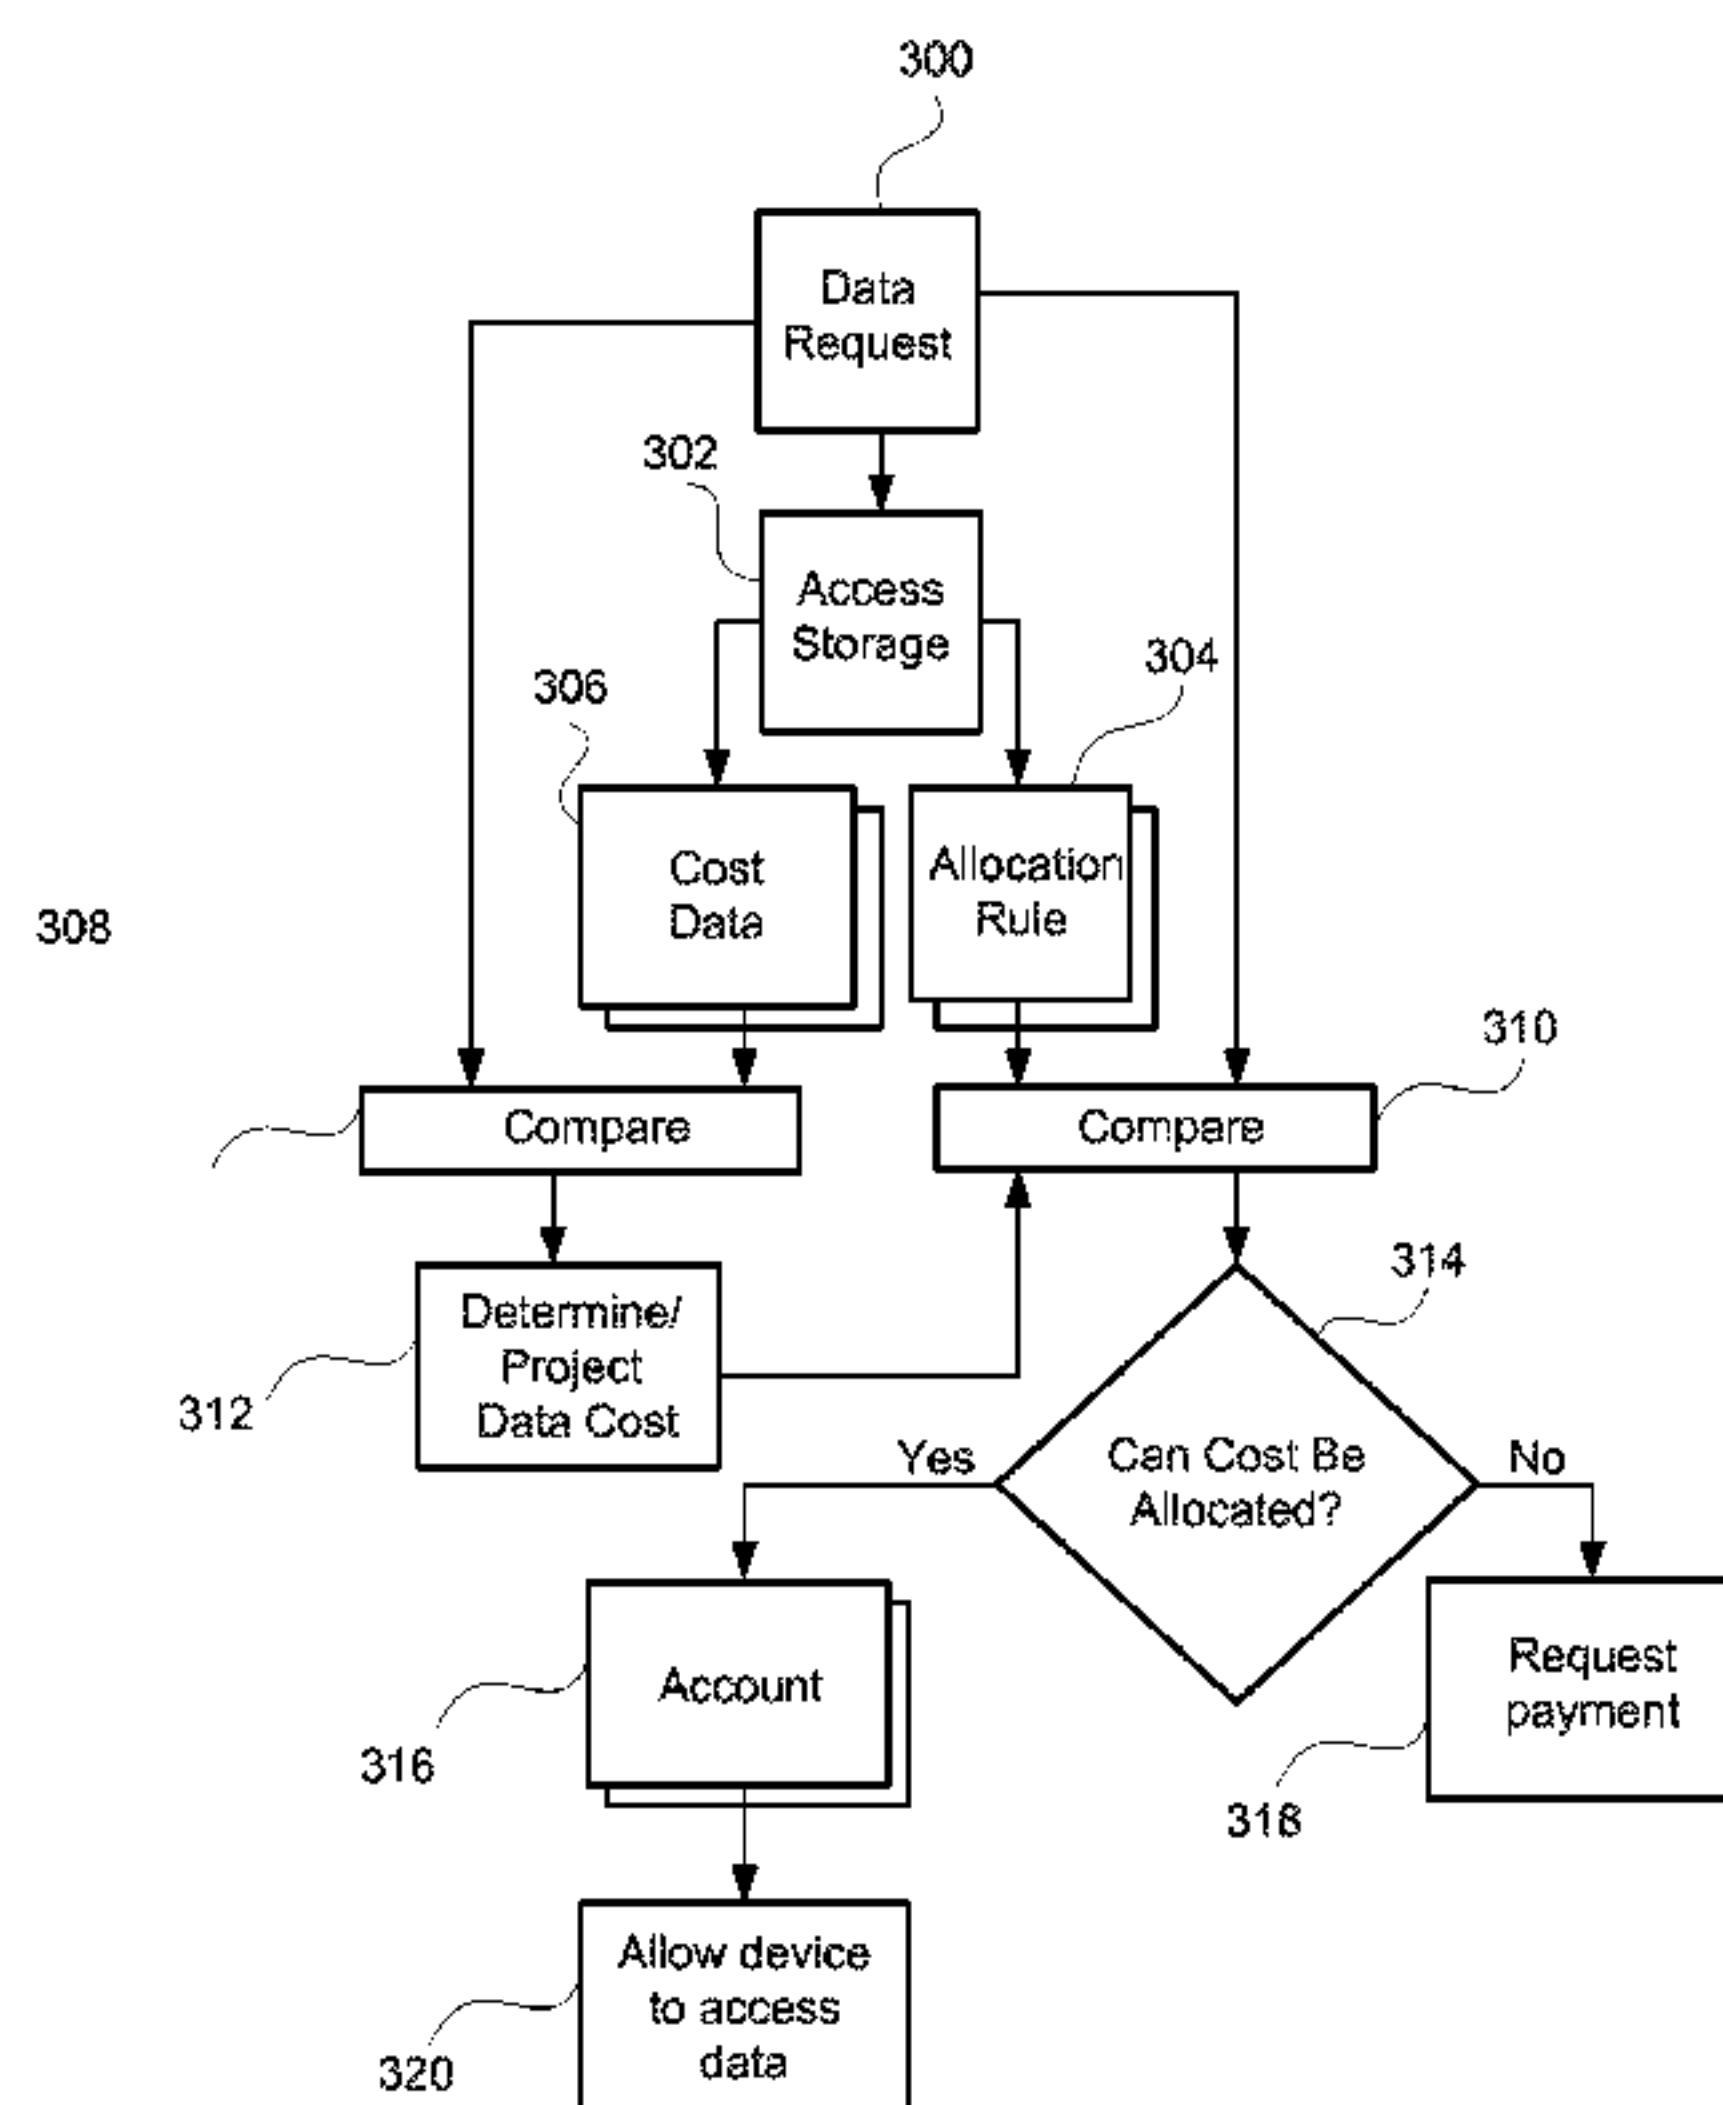 300
Data
Request
302
Access
Storage
304
306
Cost
Data
Allocation
Rule
308
310
Compare
Compare
314
Determine/
Project
Data Cost
312
Yes
Can Cost Be
Allocated?
No
Account
316
Request
payment
318
Allow device
to access
data
320